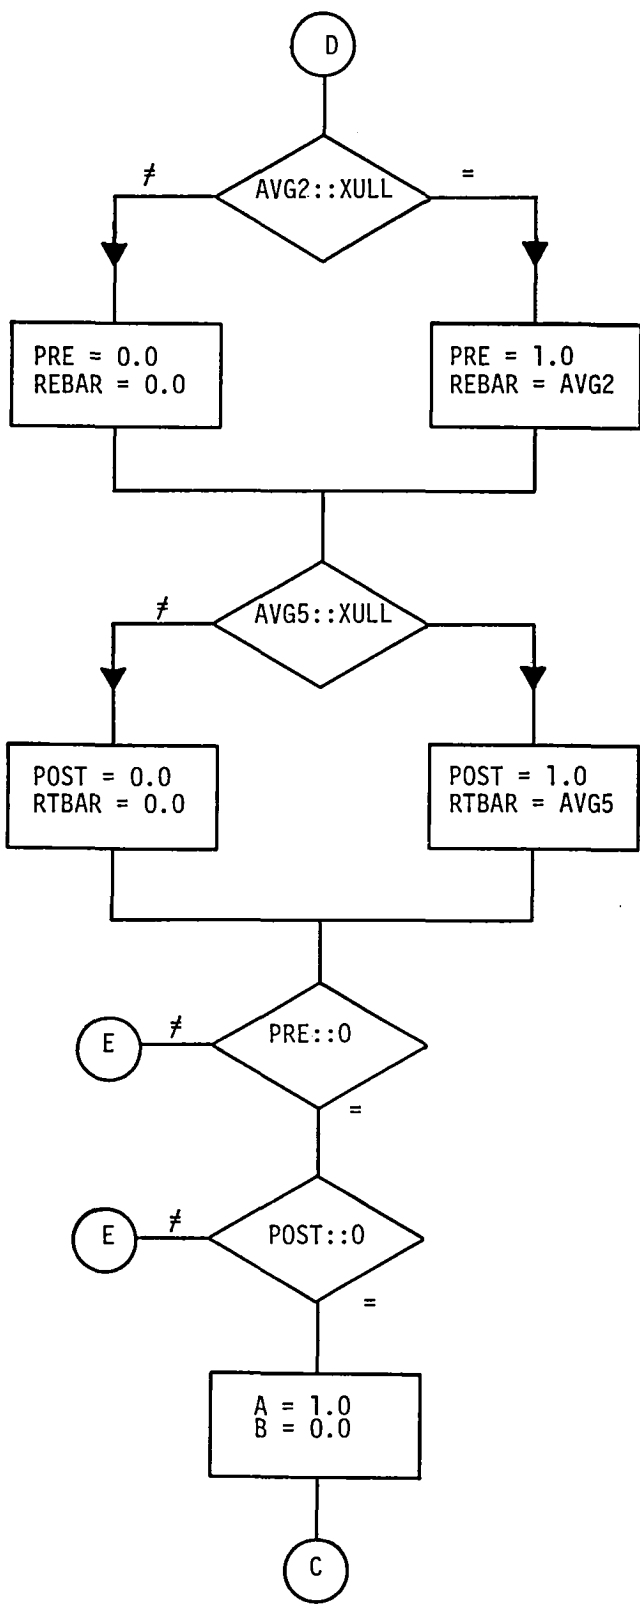 D
≠
AVG2::XULL
=
PRE = 0.0
REBAR = 0.0
PRE = 1.0
REBAR = AVG2
≠
AVG5::XULL
POST = 0.0
RTBAR = 0.0
POST = 1.0
RTBAR = AVG5
E
≠
PRE::0
=
E
≠
POST::0
=
A = 1.0
B = 0.0
C